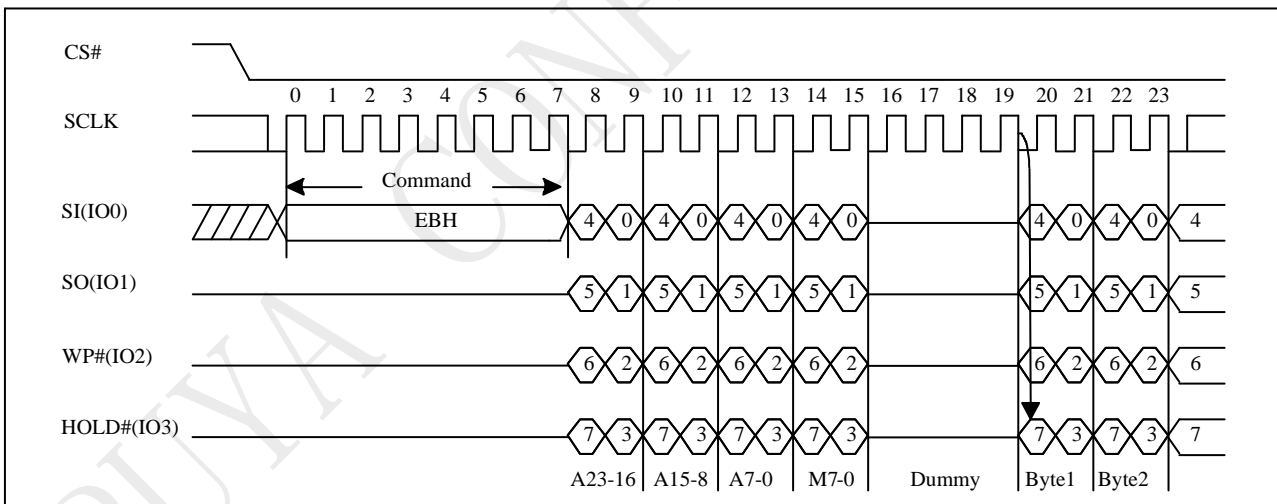 CS#
0 1 2 3 4 5 6 7 8 9 10 11 12 13 14 15 16 17 18 19 20 21 22 23
SCLK
Command
SI(IO0) EBH 4 0 4 0 4 0 4 0 4 0 4 0 4
SO(IO1) 5 1 5 1 5 1 5 1 5 1 5 1 5
WP#(IO2) 6 2 6 2 6 2 6 2 6 2 6 2 6
HOLD#(IO3) 7 3 7 3 7 3 7 3 7 3 7 3 7
A23-16 A15-8 A7-0 M7-0 Dummy Byte1 Byte2